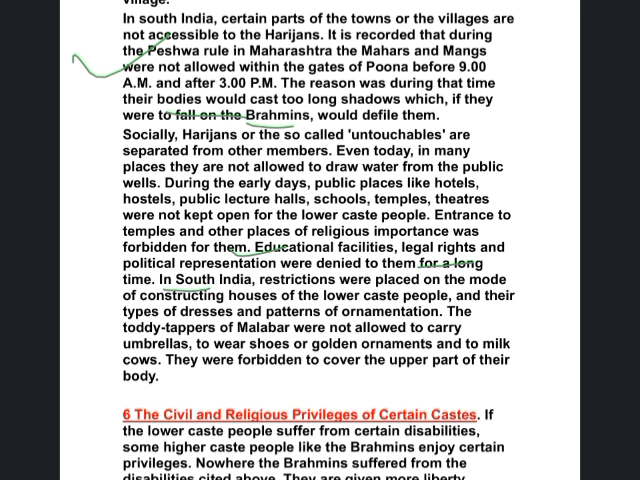 village.
In south India, certain parts of the towns or the villages are
not accessible to the Harijans. It is recorded that during
the Peshwa rule in Maharashtra the Mahars and Mangs
were not allowed within the gates of Poona before 9.00
A.M. and after 3.00 P.M. The reason was during that time
their bodies would cast too long shadows which, if they
were to fall on the Brahmins, would defile them.
Socially, Harijans or the so called 'untouchables' are
separated from other members. Even today, in many
places they are not allowed to draw water from the public
wells. During the early days, public places like hotels,
hostels, public lecture halls, schools, temples, theatres
were not kept open for the lower caste people. Entrance to
temples and other places of religious importance was
forbidden for them. Educational facilities, legal rights and
political representation were denied to them for a long
time. In South India, restrictions were placed on the mode
of constructing houses of the lower caste people, and their
types of dresses and patterns of ornamentation. The
toddy-tappers of Malabar were not allowed to carry
umbrellas, to wear shoes or golden ornaments and to milk
cows. They were forbidden to cover the upper part of their
body.
6 The Civil and Religious Privileges of Certain Castes. If
the lower caste people suffer from certain disabilities,
some higher caste people like the Brahmins enjoy certain
privileges. Nowhere the Brahmins suffered from the
disabilities cited above. They are given more liberty,